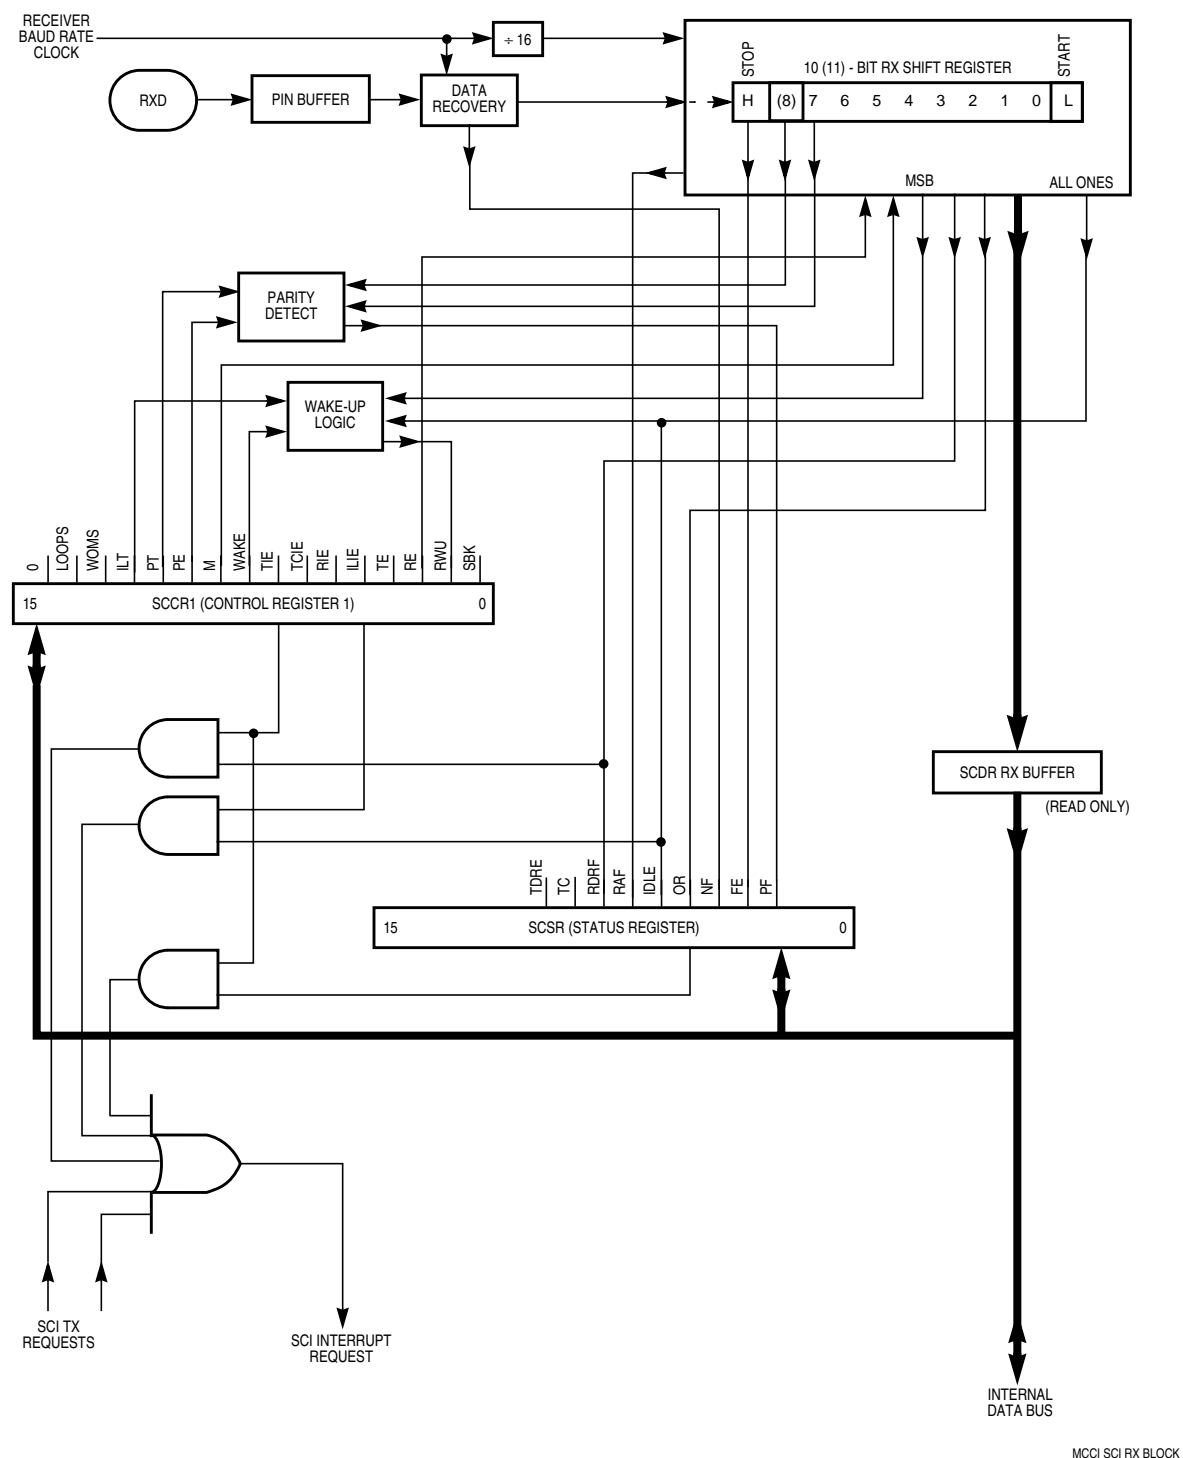 RECEIVER
BAUD RATE
CLOCK
÷ 16
RXD
PIN BUFFER
DATA
RECOVERY
STOP
10 (11) - BIT RX SHIFT REGISTER
START
H (8) 7 6 5 4 3 2 1 0 L
MSB
ALL ONES
PARITY
DETECT
WAKE-UP
LOGIC
0
LOOPS
WOMS
ILT
PT
PE
M
WAKE
TIE
TCIE
RIE
ILIE
TE
RE
RWU
SBK
15 SCCR1 (CONTROL REGISTER 1) 0
SCDR RX BUFFER
(READ ONLY)
TDRE
TC
RDRF
RAF
IDLE
OR
NF
FE
PF
15 SCSR (STATUS REGISTER) 0
SCI TX
REQUESTS
SCI INTERRUPT
REQUEST
INTERNAL
DATA BUS
MCCI SCI RX BLOCK